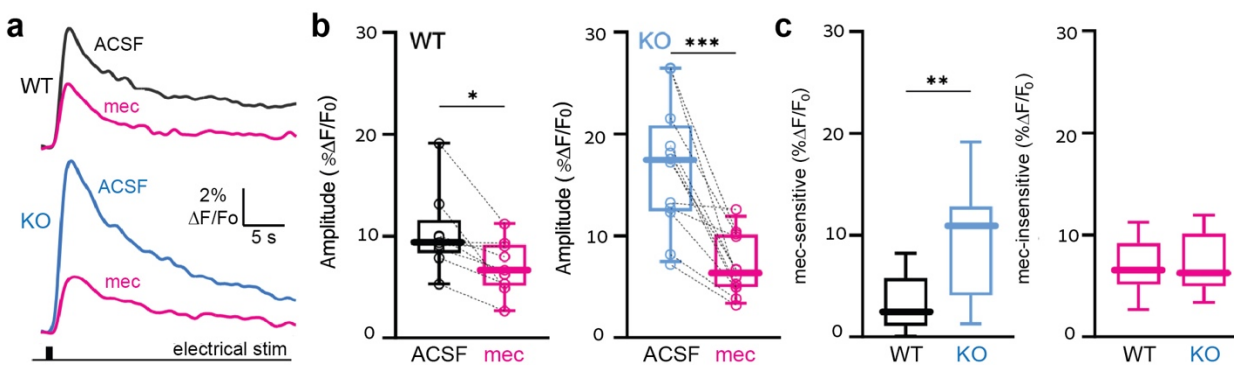 a
WT
ACSF
mec
KO
ACSF
mec
2%
ΔF/Fo
5 s
electrical stim
b
WT
Amplitude ( %ΔF/F0)
30
20
10
0
*
ACSF mec
KO
Amplitude ( %ΔF/F0)
30
20
10
0
***
ACSF mec
c
mec-sensitive (%ΔF/F0)
30
20
10
0
**
WT KO
mec-insensitive (%ΔF/F0)
30
20
10
0
WT KO